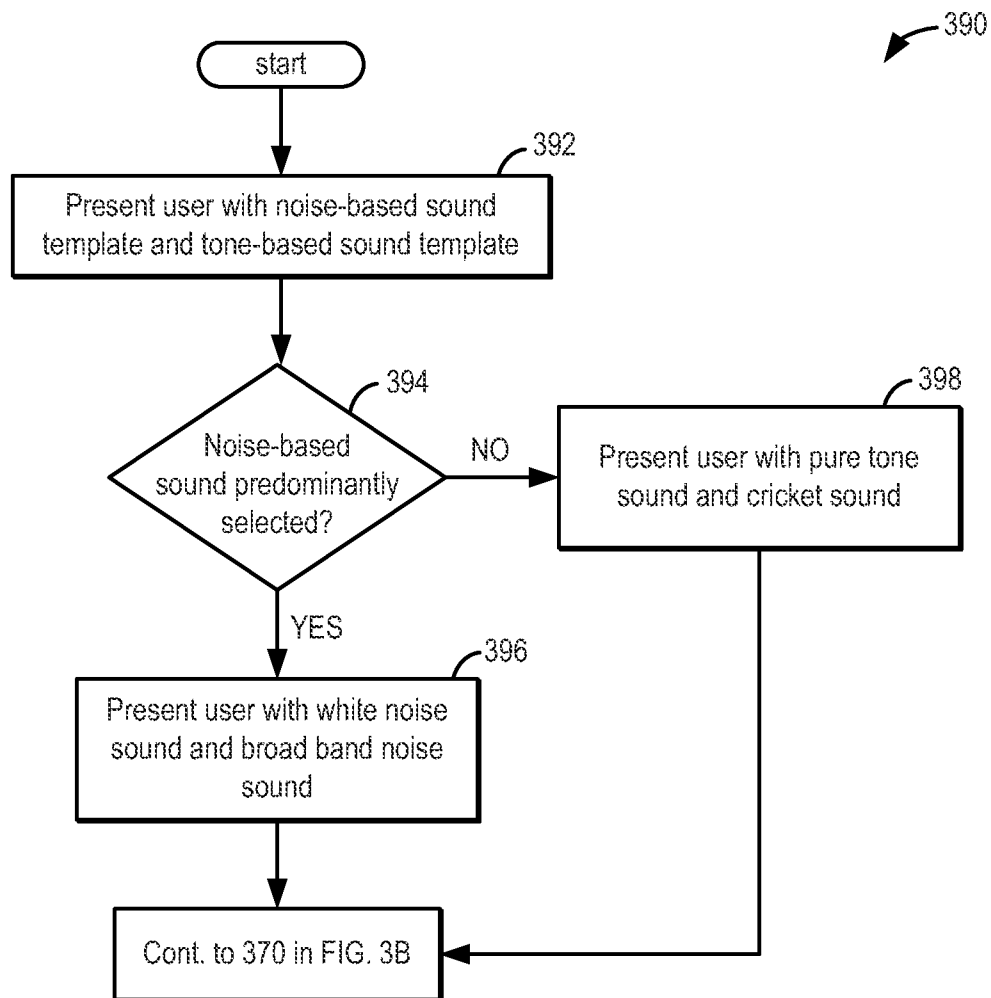 390
start
392
Present user with noise-based sound
template and tone-based sound template
394
Noise-based
sound predominantly
selected?
NO
398
Present user with pure tone
sound and cricket sound
YES
396
Present user with white noise
sound and broad band noise
sound
Cont. to 370 in FIG. 3B